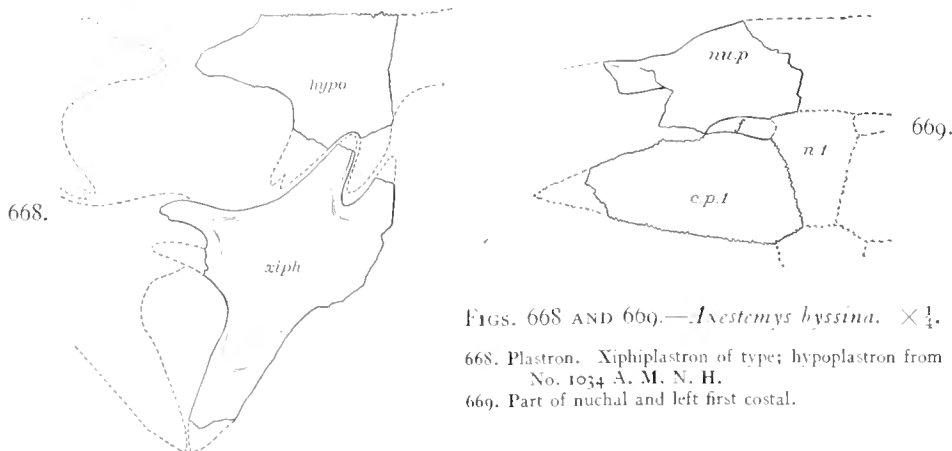 hypo
668.
xiph
nu.p
f
669.
n.1
c.p.1
FIGS. 668 AND 669.—Axestemys byssina. × 1/4.
668. Plastron. Xiphiplastron of type; hypoplastron from
No. 1034 A. M. N. H.
669. Part of nuchal and left first costal.